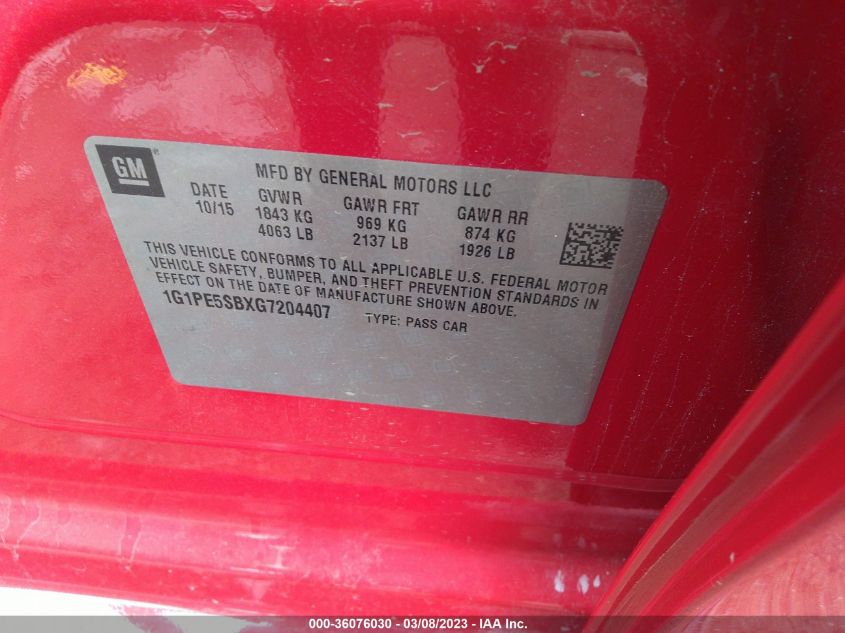 GM
MFD BY GENERAL MOTORS LLC
DATE GVWR GAWR FRT GAWR RR
10/15 1843 KG 969 KG 874 KG
4063 LB 2137 LB 1926 LB
THIS VEHICLE CONFORMS TO ALL APPLICABLE U.S. FEDERAL MOTOR
VEHICLE SAFETY, BUMPER, AND THEFT PREVENTION STANDARDS IN
EFFECT ON THE DATE OF MANUFACTURE SHOWN ABOVE.
1G1PE5SBXG7204407 TYPE: PASS CAR
000-36076030 - 03/08/2023 - IAA Inc.